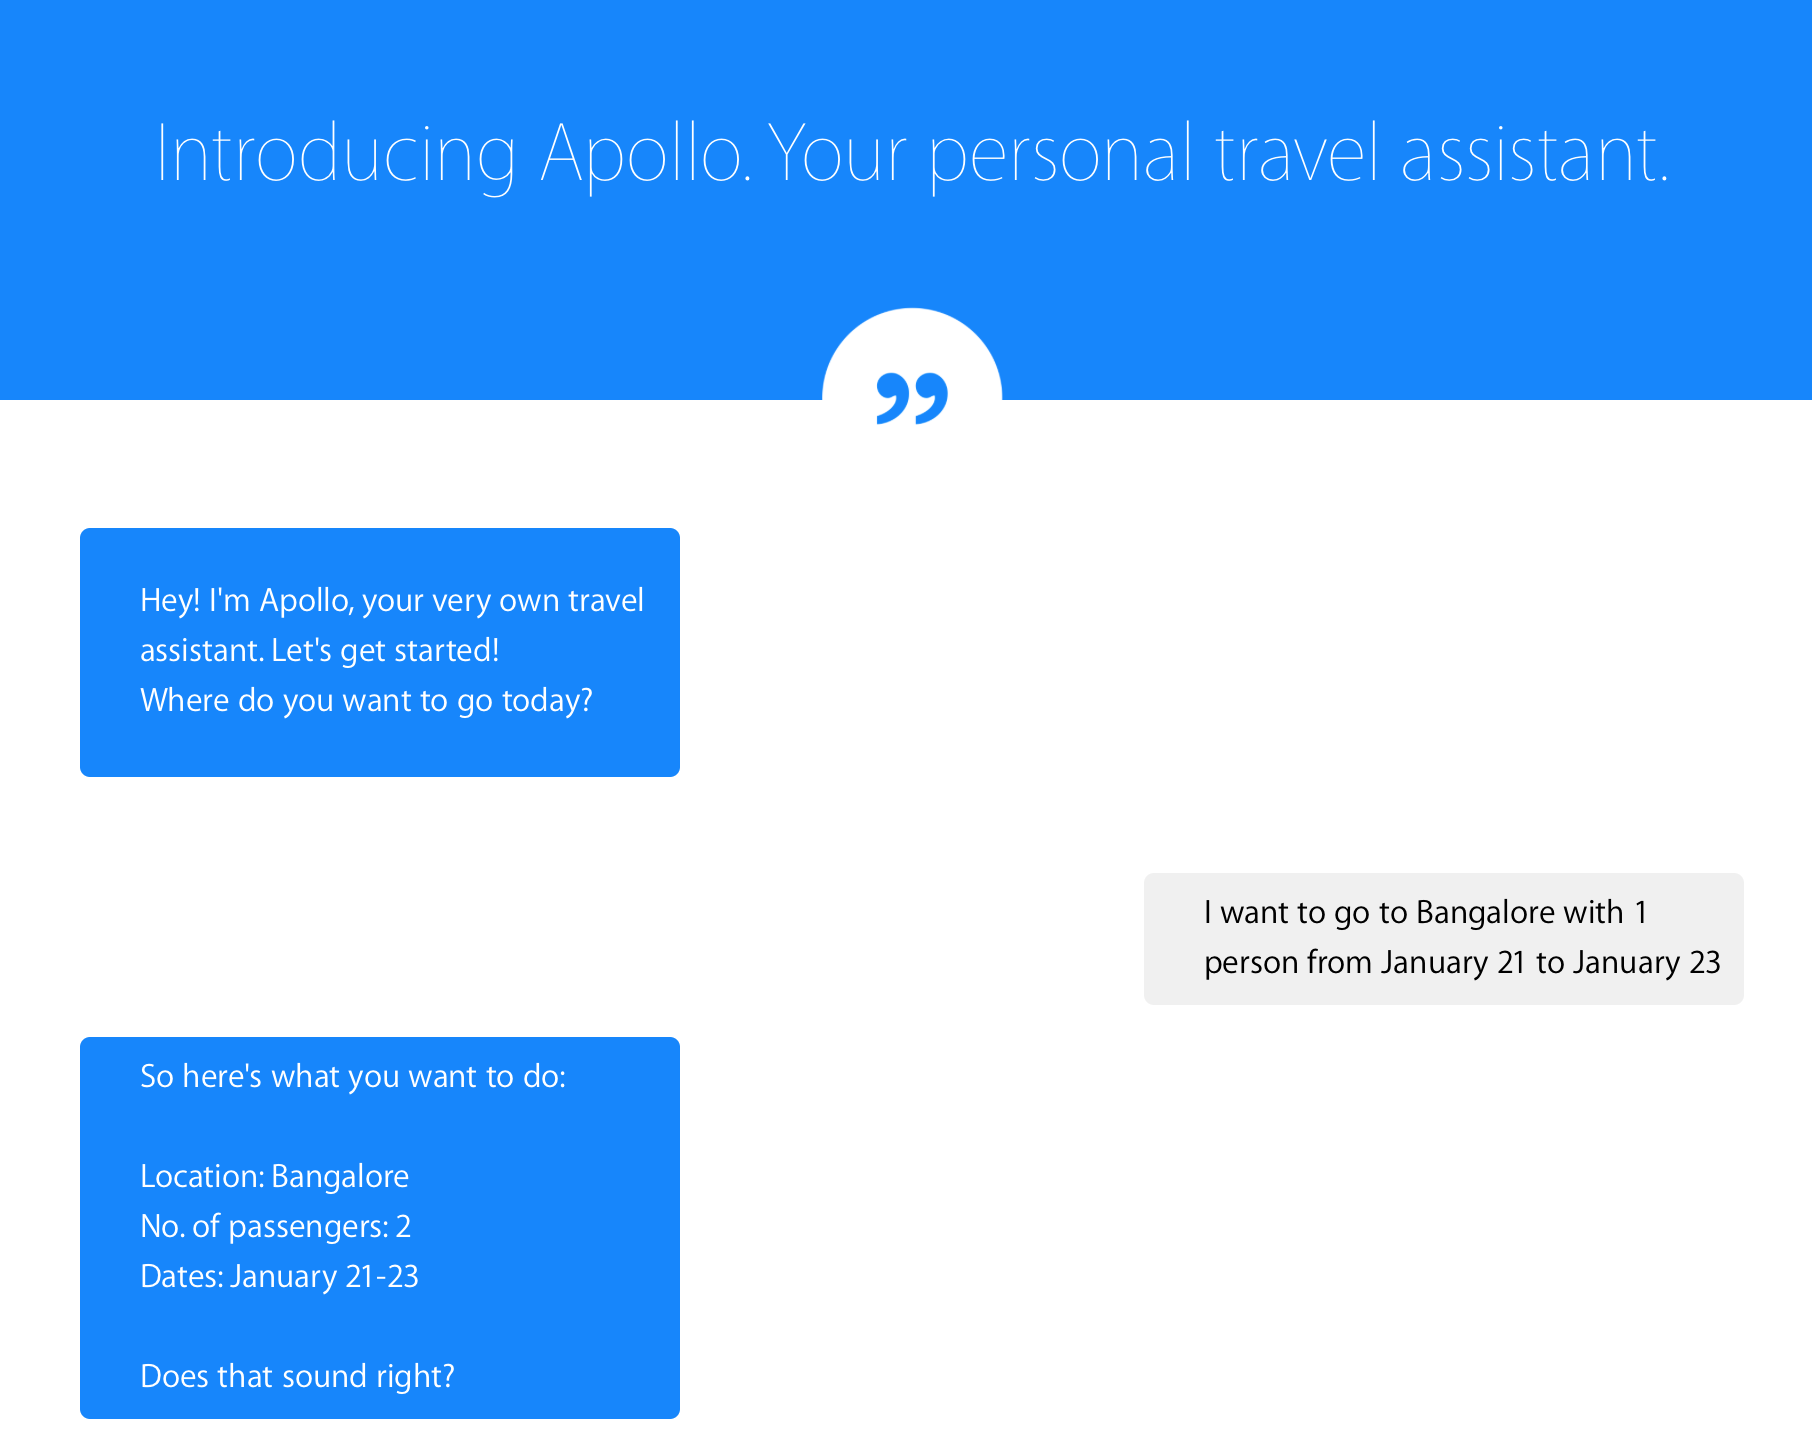 Introducing Apollo. Your personal travel assistant.
”
Hey! I'm Apollo, your very own travel
assistant. Let's get started!
Where do you want to go today?
I want to go to Bangalore with 1
person from January 21 to January 23
So here's what you want to do:
Location: Bangalore
No. of passengers: 2
Dates: January 21-23
Does that sound right?